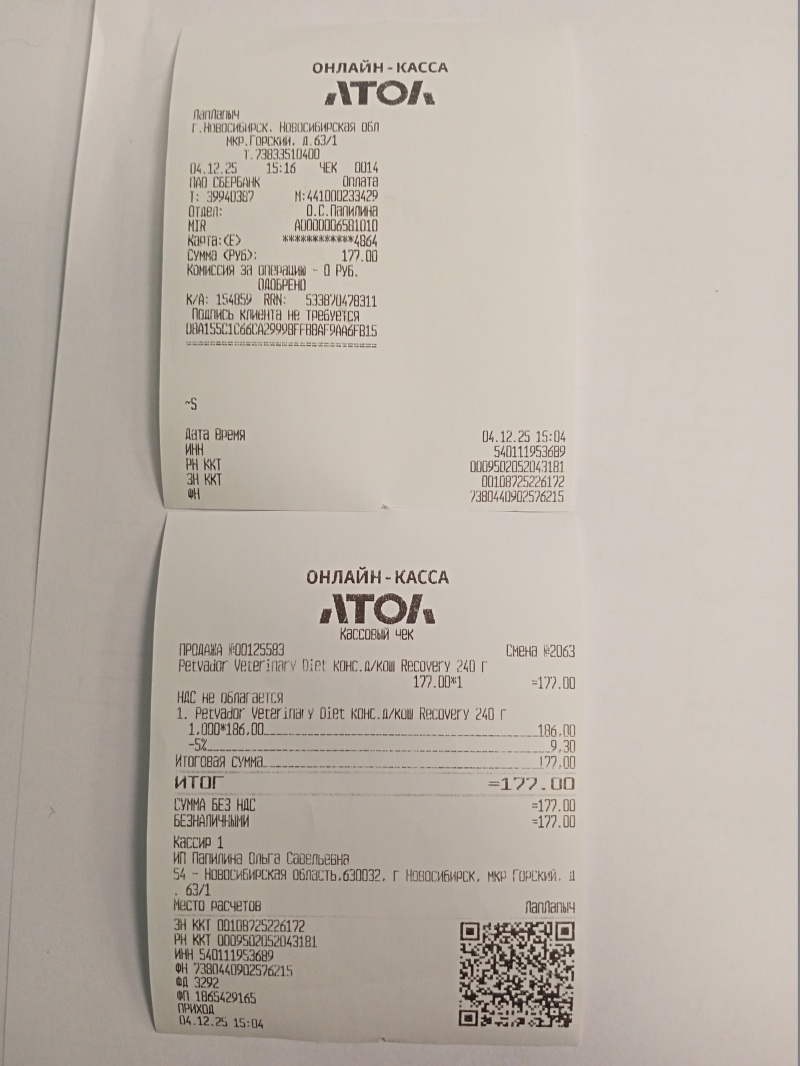 ОНЛАЙН-КАССА
АТОЛ
ЛапЛапыч
г.Новосибирск, Новосибирская обл
мкр.Горский, д.63/1
т.73833510400
04.12.25 15:16 ЧЕК 0014
ПАО СБЕРБАНК Оплата
Т: 39940387 М:441000233429
Отдел: О.С.Папилина
MIR A0000006581010
Карта:(E) ************4864
Сумма (Руб): 177.00
Комиссия за операцию - 0 Руб.
ОДОБРЕНО
К/А: 154859 RRN: 533870478311
Подпись клиента не требуется
08A155C1C66CA29998FFBBAF9AA6FB15
================================
~S
Дата Время 04.12.25 15:04
ИНН 540111953689
РН ККТ 0009502052043181
ЗН ККТ 00108725226172
ФН 7380440902576215
ОНЛАЙН-КАССА
АТОЛ
Кассовый чек
ПРОДАЖА №00125583 Смена №2063
Petvador Veterinary Diet конс.д/кош Recovery 240 г
177.00*1 =177.00
НДС не облагается
1. Petvador Veterinary Diet конс.д/кош Recovery 240 г
1,000*186,00 186,00
-5% 9,30
Итоговая сумма 177,00
ИТОГ =177.00
СУММА БЕЗ НДС =177.00
БЕЗНАЛИЧНЫМИ =177.00
Кассир 1
ИП Папилина Ольга Савельевна
54 - Новосибирская область,630032, г Новосибирск, мкр Горский, д
. 63/1
Место расчетов ЛапЛапыч
ЗН ККТ 00108725226172
РН ККТ 0009502052043181
ИНН 540111953689
ФН 7380440902576215
ФД 3292
ФП 1865429165
ПРИХОД
04.12.25 15:04